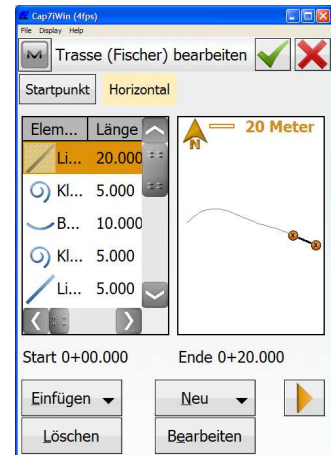 Cap7iWin (4fps)
File Display Help
M Trasse (Fischer) bearbeiten
Startpunkt Horizontal
Elem... Länge
Li... 20.000
Kl... 5.000
B... 10.000
Kl... 5.000
Li... 5.000
20 Meter
N
Start 0+00.000 Ende 0+20.000
Einfügen Neu
Löschen Bearbeiten